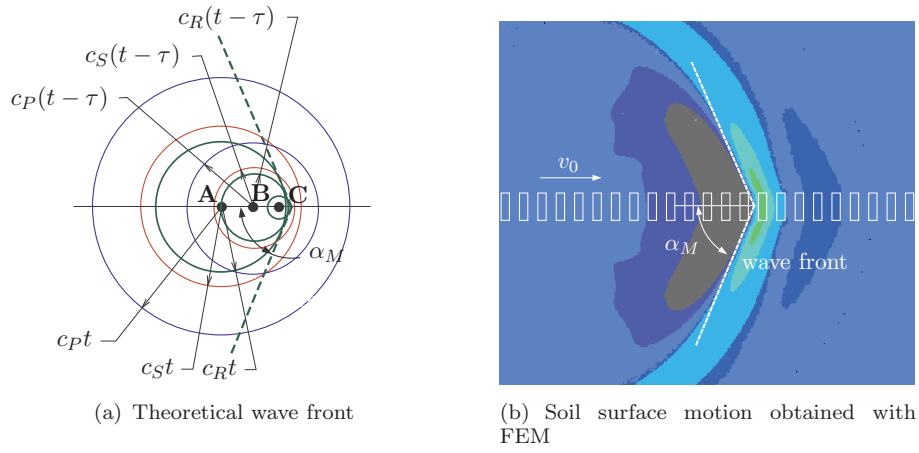 c_R(t − τ)
c_S(t − τ)
c_P(t − τ)
A B C
α_M
c_P t
c_S t c_R t
(a) Theoretical wave front
v_0
α_M
wave front
(b) Soil surface motion obtained with
FEM